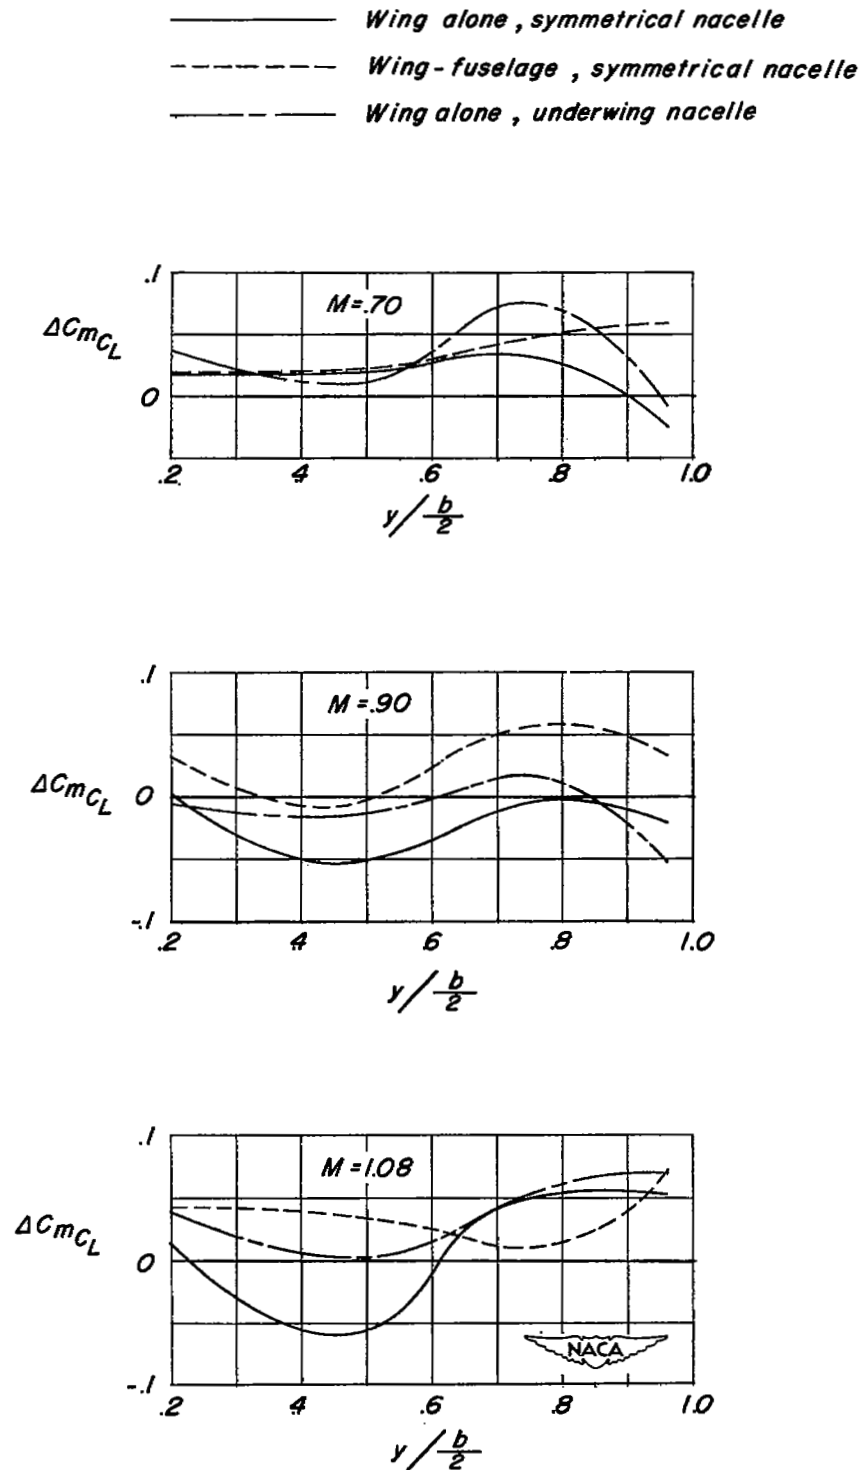 Wing alone, symmetrical nacelle
Wing-fuselage, symmetrical nacelle
Wing alone, underwing nacelle
.1
M=.70
ΔCmCL
0
.2 .4 .6 .8 1.0
y/b/2
.1
M=.90
ΔCmCL 0
-.1
.2 .4 .6 .8 1.0
y/b/2
.1
M=1.08
ΔCmCL
0
NACA
-.1
.2 .4 .6 .8 1.0
y/b/2